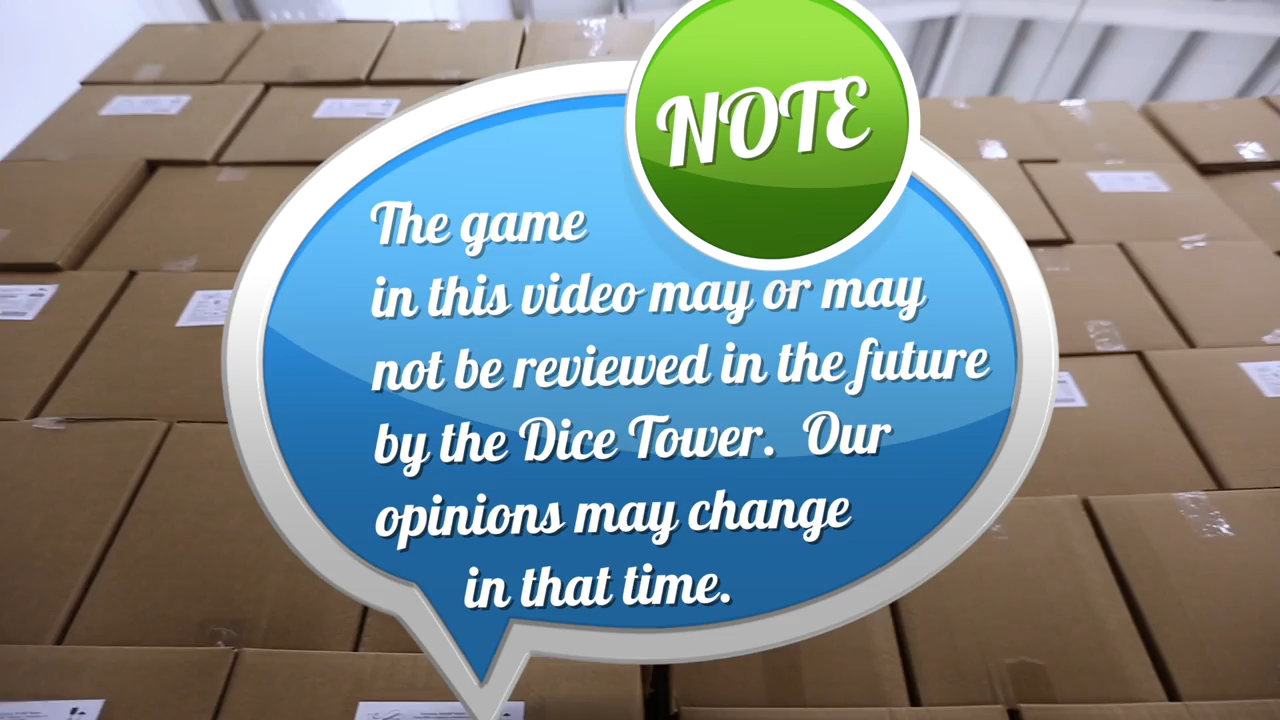 NOTE
The game
in this video may or may
not be reviewed in the future
by the Dice Tower. Our
opinions may change
in that time.